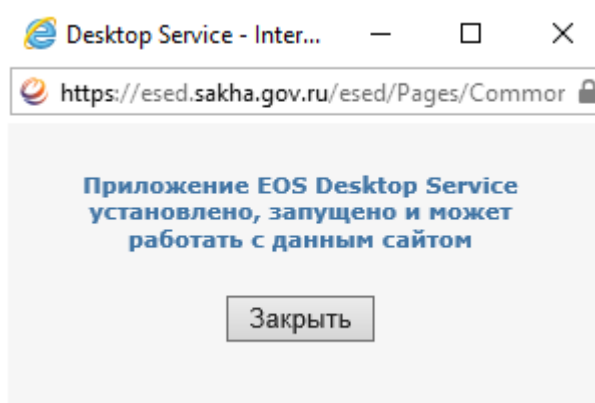 Desktop Service - Inter...
https://esed.sakha.gov.ru/esed/Pages/Commor
Приложение EOS Desktop Service
установлено, запущено и может
работать с данным сайтом
Закрыть